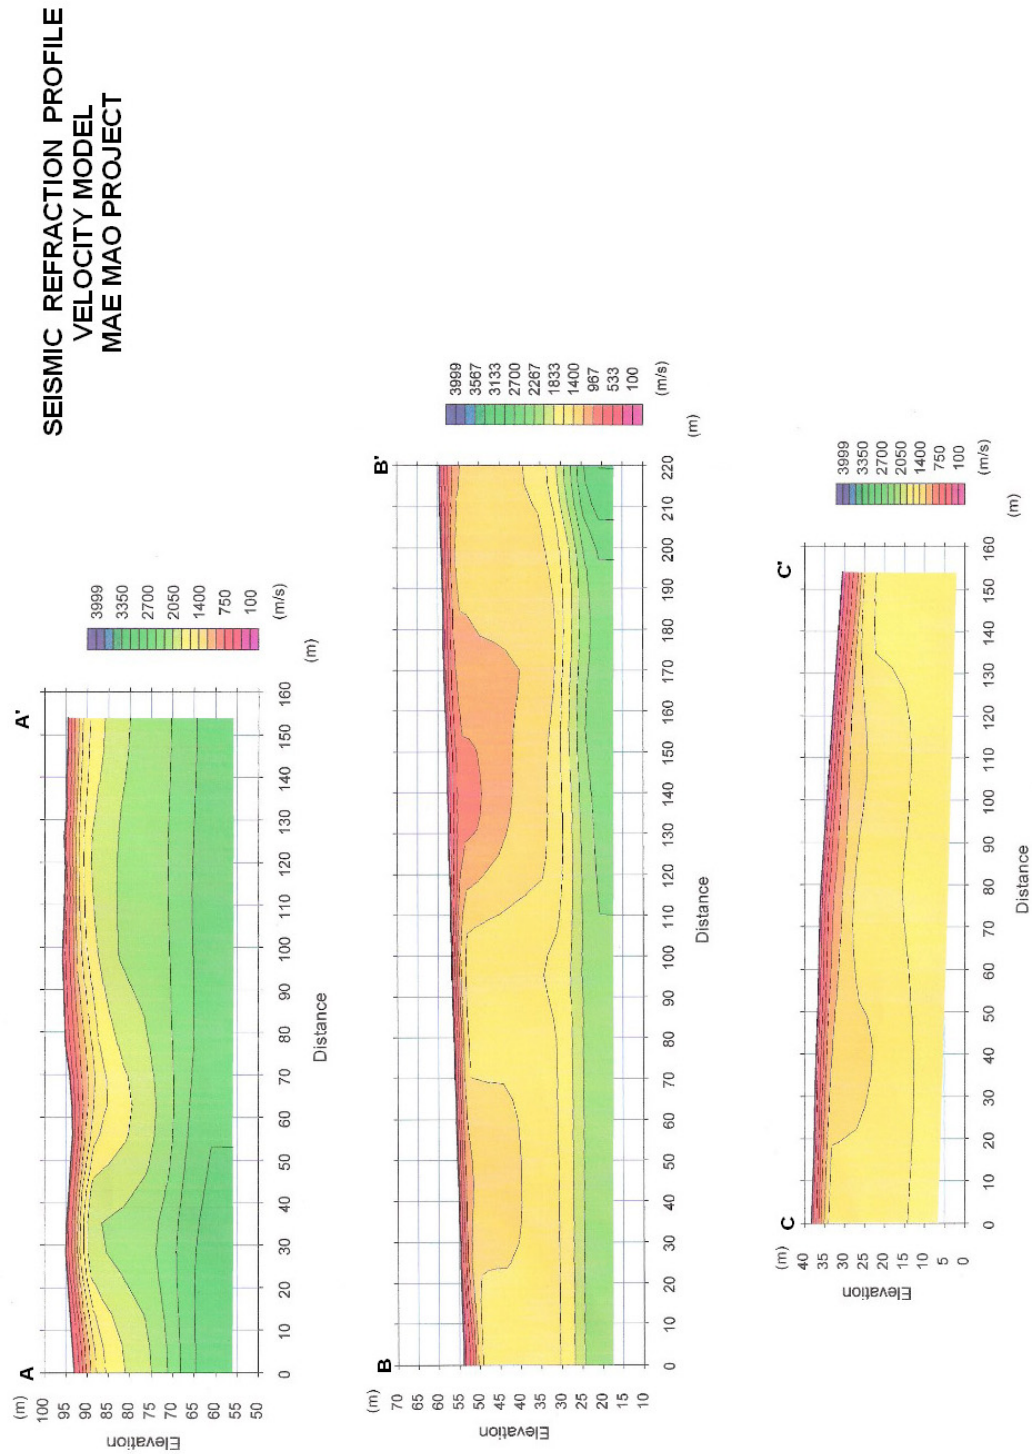 SEISMIC REFRACTION PROFILE
VELOCITY MODEL
MAE MAO PROJECT
A
A'
(m)
100
95
90
85
80
75
70
65
60
55
50
Elevation
0 10 20 30 40 50 60 70 80 90 100 110 120 130 140 150 160
(m)
Distance
3999
3350
2700
2050
1400
750
100
(m/s)
B
B'
(m)
70
60
50
40
30
20
10
Elevation
0 10 20 30 40 50 60 70 80 90 100 110 120 130 140 150 160 170 180 190 200 210 220
(m)
Distance
3999
3567
3133
2700
2267
1833
1400
967
533
100
(m/s)
C
C'
(m)
40
35
30
25
20
15
10
5
0
Elevation
0 10 20 30 40 50 60 70 80 90 100 110 120 130 140 150 160
(m)
Distance
3999
3350
2700
2050
1400
750
100
(m/s)